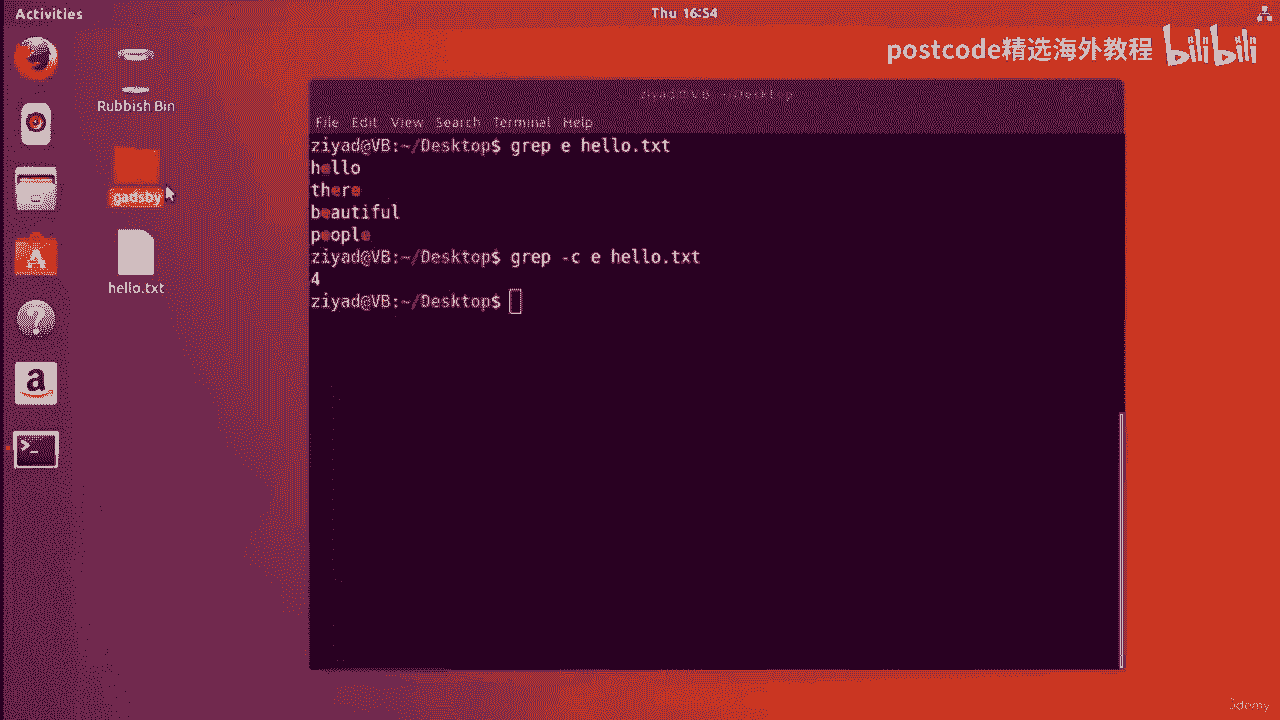 Activities
Thu 16:54
postcode精选海外教程 bilibili
Rubbish Bin
gadsby
hello.txt
ziyad@VB: ~/Desktop
File Edit View Search Terminal Help
ziyad@VB:~/Desktop$ grep e hello.txt
hello
there
beautiful
people
ziyad@VB:~/Desktop$ grep -c e hello.txt
4
ziyad@VB:~/Desktop$
Udemy